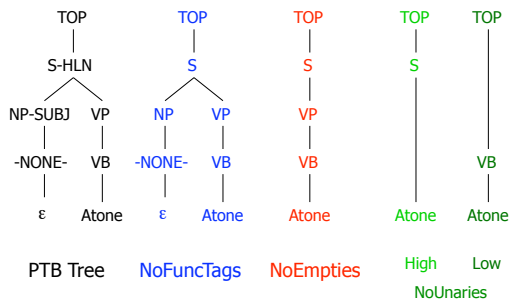 TOP TOP TOP TOP TOP
S-HLN S S S
NP-SUBJ VP NP VP VP
-NONE- VB -NONE- VB VB VB
ε Atone ε Atone Atone Atone Atone
PTB Tree NoFuncTags NoEmpties High Low
NoUnaries